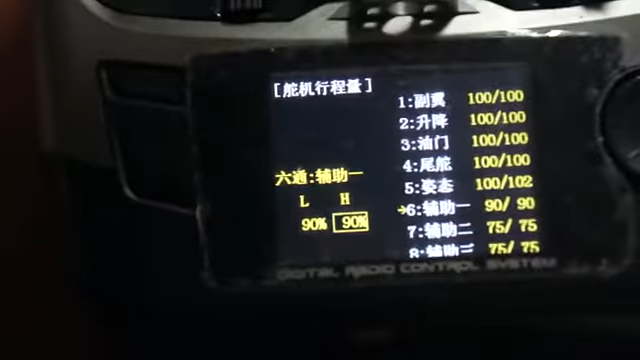 [舵机行程量]
六通:辅助一
L H
90% 90%
1:副翼 100/100
2:升降 100/100
3:油门 100/100
4:尾舵 100/100
5:姿态 100/102
→6:辅助一 90/ 90
7:辅助二 75/ 75
8:辅助三 75/ 75
DIGITAL RADIO CONTROL SYSTEM